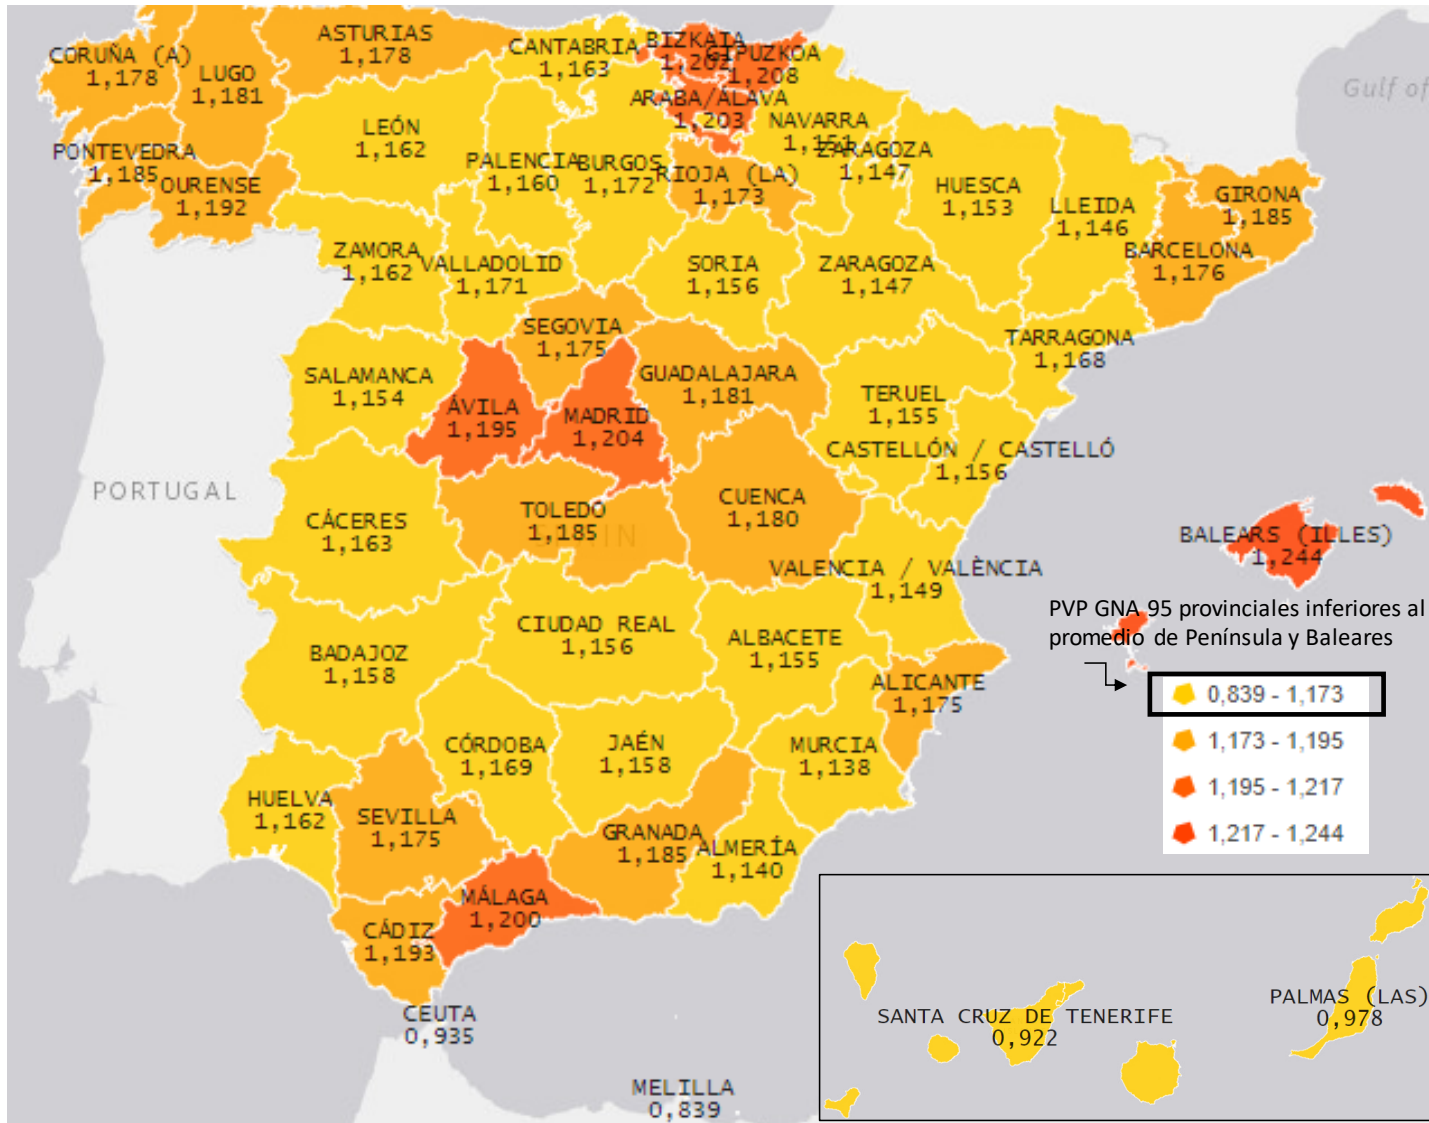 ASTURIAS
1,178
CORUÑA (A)
1,178
LUGO
1,181
CANTABRIA
1,163
BIZKAIA
1,202
GIPUZKOA
1,208
Gulf of
ARABA/ÁLAVA
1,203
LEÓN
1,162
NAVARRA
1,151
PONTEVEDRA
1,185
OURENSE
1,192
PALENCIA
1,160
BURGOS
1,172
RIOJA (LA)
1,173
ZARAGOZA
1,147
HUESCA
1,153
LLEIDA
1,146
GIRONA
1,185
BARCELONA
1,176
ZAMORA
1,162
VALLADOLID
1,171
SORIA
1,156
ZARAGOZA
1,147
SEGOVIA
1,175
TARRAGONA
1,168
SALAMANCA
1,154
ÁVILA
1,195
MADRID
1,204
GUADALAJARA
1,181
TERUEL
1,155
CASTELLÓN / CASTELLÓ
1,156
PORTUGAL
CÁCERES
1,163
TOLEDO
1,185
CUENCA
1,180
BALEARS (ILLES)
1,244
VALENCIA / VALÈNCIA
1,149
PVP GNA 95 provinciales inferiores al
promedio de Península y Baleares
BADAJOZ
1,158
CIUDAD REAL
1,156
ALBACETE
1,155
ALICANTE
1,175
0,839 - 1,173
1,173 - 1,195
1,195 - 1,217
1,217 - 1,244
CÓRDOBA
1,169
JAÉN
1,158
MURCIA
1,138
HUELVA
1,162
SEVILLA
1,175
GRANADA
1,185
ALMERÍA
1,140
MÁLAGA
1,200
CÁDIZ
1,193
CEUTA
0,935
MELILLA
0,839
SANTA CRUZ DE TENERIFE
0,922
PALMAS (LAS)
0,978